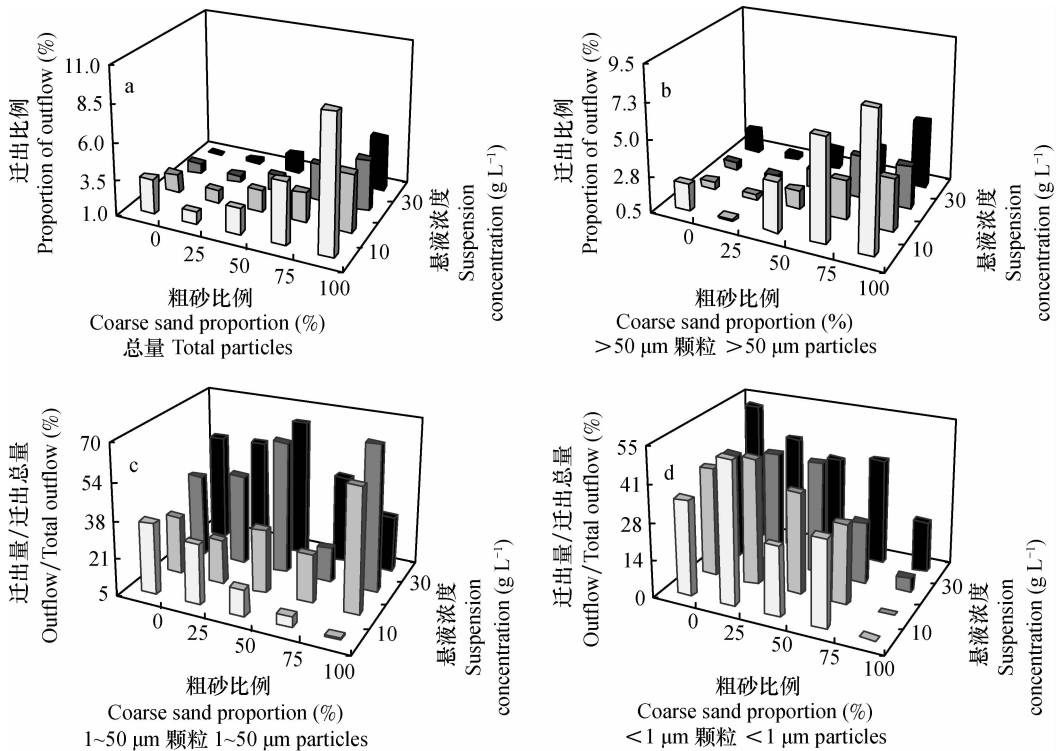 a
迁出比例
Proportion of outflow (%)
11.0
8.5
6.0
3.5
1.0
0
25
50
75
100
10
30
粗砂比例
Coarse sand proportion (%)
总量 Total particles
悬液浓度
Suspension
concentration (g L⁻¹)
b
迁出比例
Proportion of outflow (%)
9.5
7.3
5.0
2.8
0.5
0
25
50
75
100
10
30
粗砂比例
Coarse sand proportion (%)
>50 μm 颗粒 >50 μm particles
悬液浓度
Suspension
concentration (g L⁻¹)
c
迁出量/迁出总量
Outflow/Total outflow (%)
70
54
38
21
5
0
25
50
75
100
10
30
粗砂比例
Coarse sand proportion (%)
1~50 μm 颗粒 1~50 μm particles
悬液浓度
Suspension
concentration (g L⁻¹)
d
迁出量/迁出总量
Outflow/Total outflow (%)
55
41
28
14
0
0
25
50
75
100
10
30
粗砂比例
Coarse sand proportion (%)
<1 μm 颗粒 <1 μm particles
悬液浓度
Suspension
concentration (g L⁻¹)